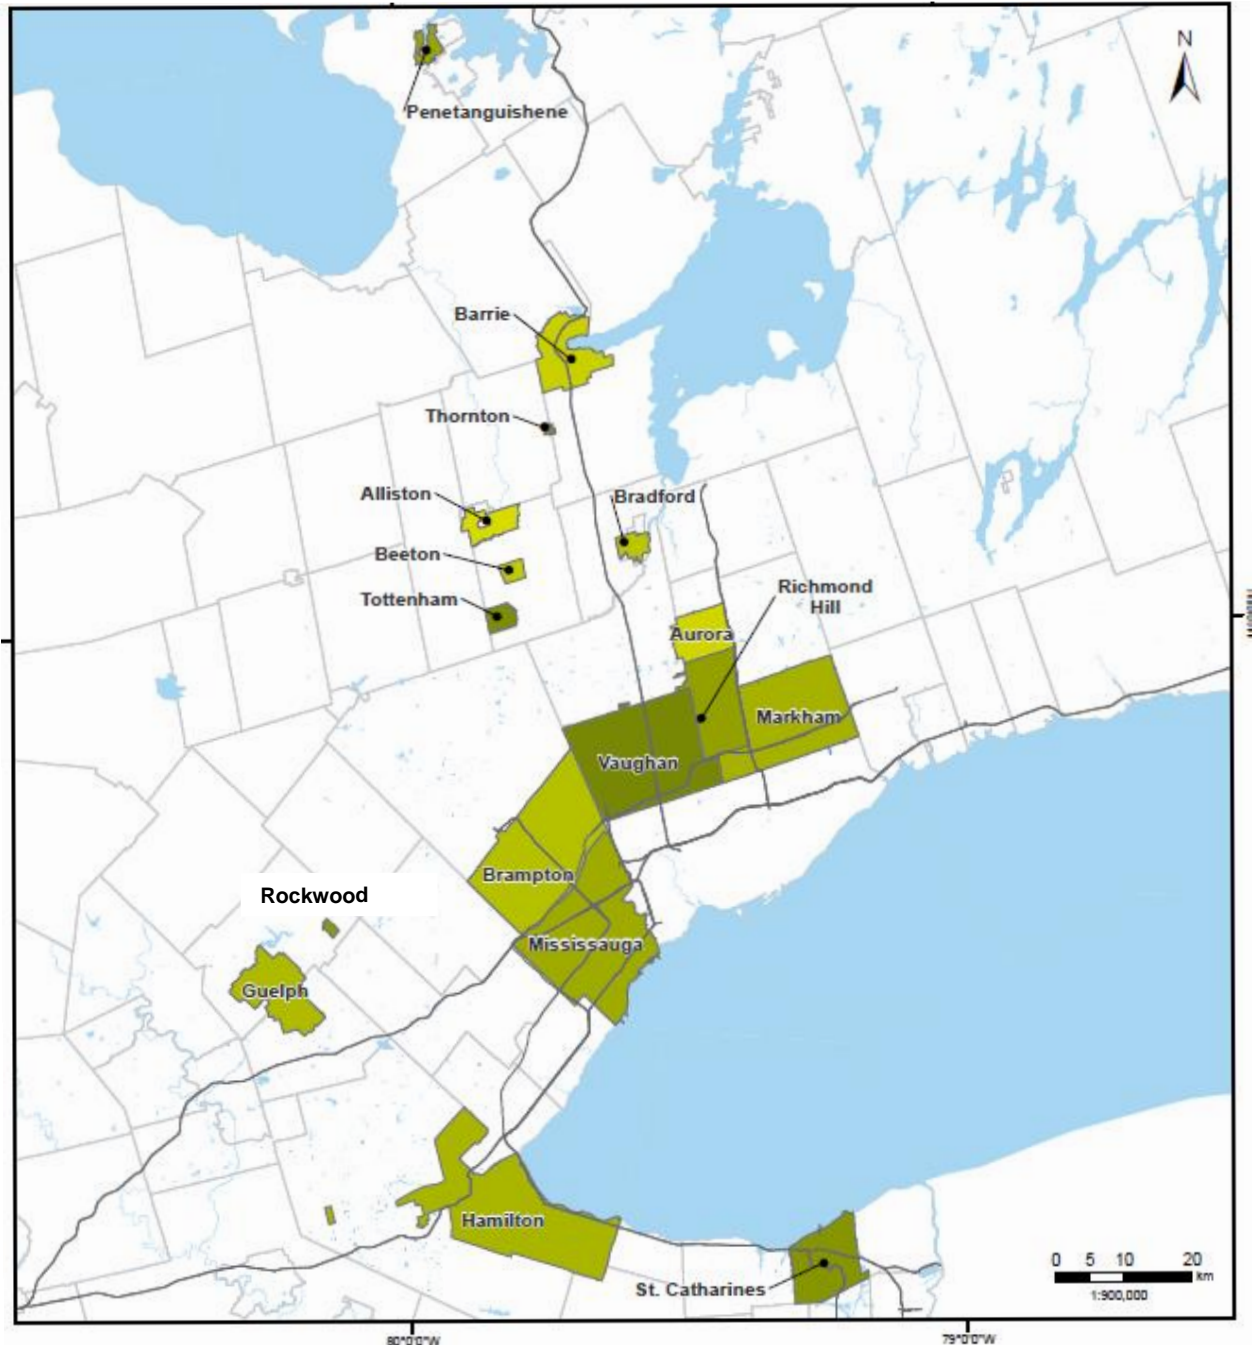 N
Penetanguishene
Barrie
Thornton
Alliston
Bradford
Beeton
Tottenham
Richmond
Hill
Aurora
Markham
Vaughan
Brampton
Rockwood
Mississauga
Guelph
Hamilton
St. Catharines
0 5 10 20
km
1:900,000
80°0'0"W
79°0'0"W